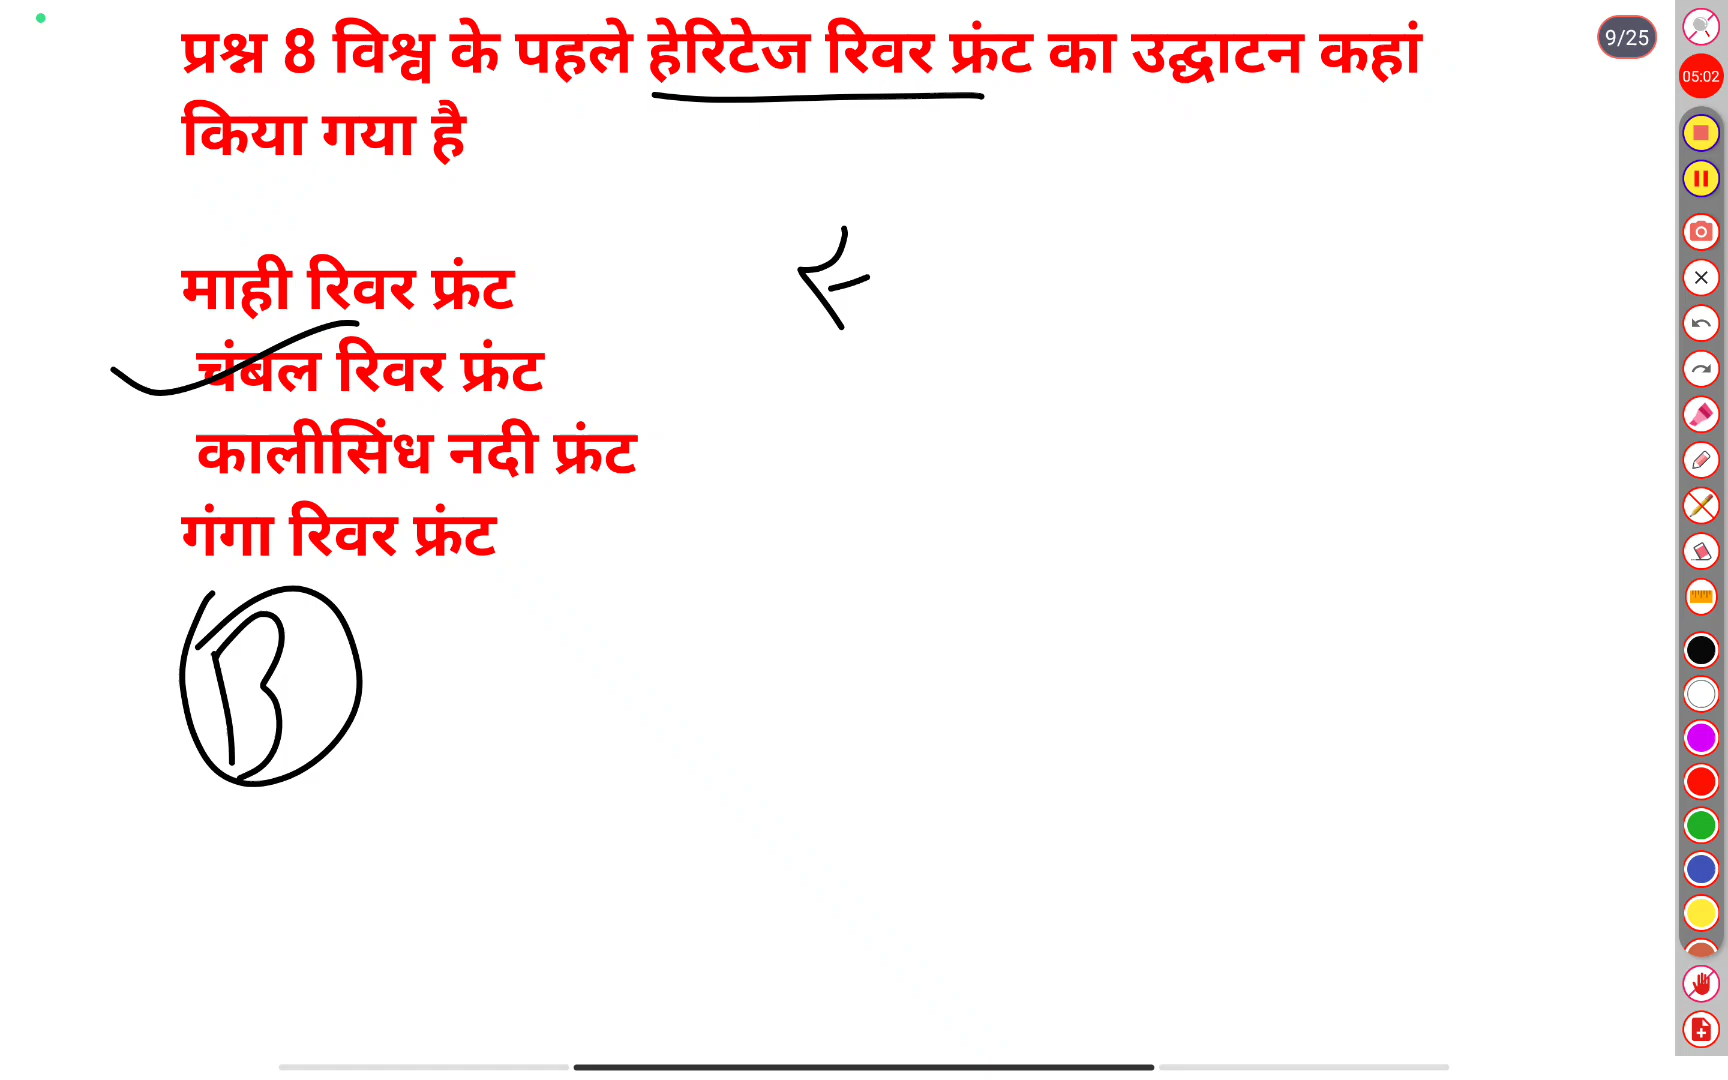 प्रश्न 8 विश्व के पहले हेरिटेज रिवर फ्रंट का उद्घाटन कहां
किया गया है
माही रिवर फ्रंट
चंबल रिवर फ्रंट
कालीसिंध नदी फ्रंट
गंगा रिवर फ्रंट
B
9/25
05:02